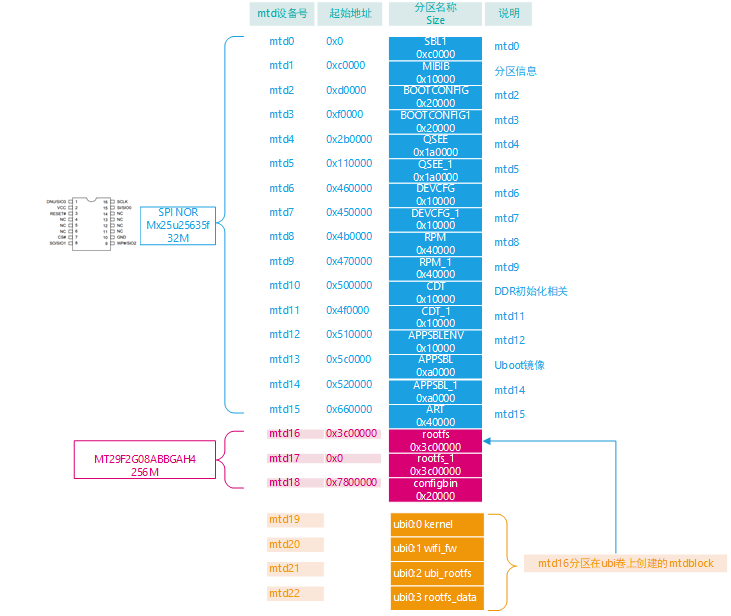 mtd设备号 起始地址 分区名称 说明
Size
mtd0 0x0 SBL1 mtd0
0xc0000
mtd1 0xc0000 MIBIB 分区信息
0x10000
mtd2 0xd0000 BOOTCONFIG mtd2
0x20000
mtd3 0xf0000 BOOTCONFIG1 mtd3
0x20000
mtd4 0x2b0000 QSEE mtd4
0x1a0000
mtd5 0x110000 QSEE_1 mtd5
0x1a0000
mtd6 0x460000 DEVCFG mtd6
0x10000
mtd7 0x450000 DEVCFG_1 mtd7
0x10000
mtd8 0x4b0000 RPM mtd8
0x40000
mtd9 0x470000 RPM_1 mtd9
0x40000
mtd10 0x500000 CDT DDR初始化相关
0x10000
mtd11 0x4f0000 CDT_1 mtd11
0x10000
mtd12 0x510000 APPSBLENV mtd12
0x10000
mtd13 0x5c0000 APPSBL Uboot镜像
0xa0000
mtd14 0x520000 APPSBL_1 mtd14
0xa0000
mtd15 0x660000 ART mtd15
0x40000
mtd16 0x3c00000 rootfs
0x3c00000
mtd17 0x0 rootfs_1
0x3c00000
mtd18 0x7800000 configbin
0x20000
mtd19 ubi0:0 kernel
mtd20 ubi0:1 wifi_fw
mtd21 ubi0:2 ubi_rootfs
mtd22 ubi0:3 rootfs_data
SPI NOR
Mx25u25635f
32M
MT29F2G08ABBGAH4
256M
mtd16分区在ubi卷上创建的 mtdblock
1 16 SCLK
VCC 2 15 SI/SIO0
RESET# 3 14 NC
NC 4 13 NC
NC 5 12 NC
NC 6 11 NC
CS# 7 10 GND
SO/SIO1 8 9 WP#/SIO2